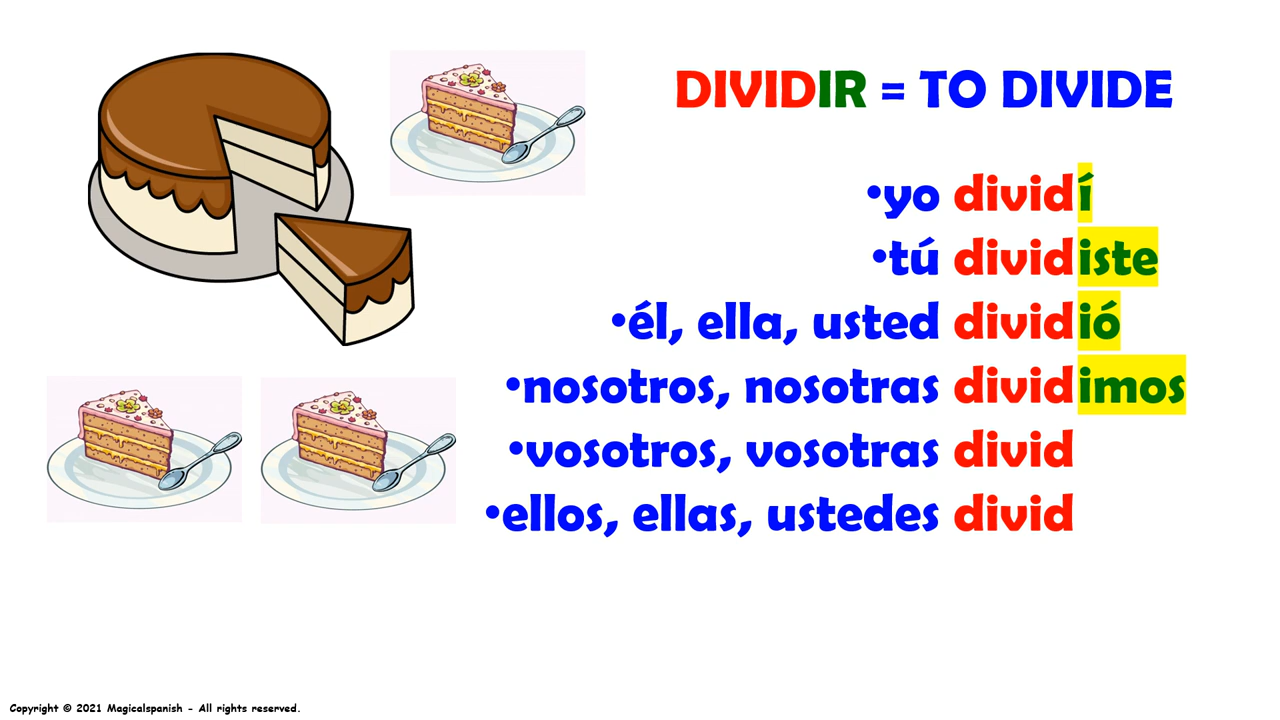 DIVIDIR = TO DIVIDE
•yo dividí
•tú dividiste
•él, ella, usted dividió
•nosotros, nosotras dividimos
•vosotros, vosotras divid
•ellos, ellas, ustedes divid
Copyright © 2021 Magicalspanish - All rights reserved.